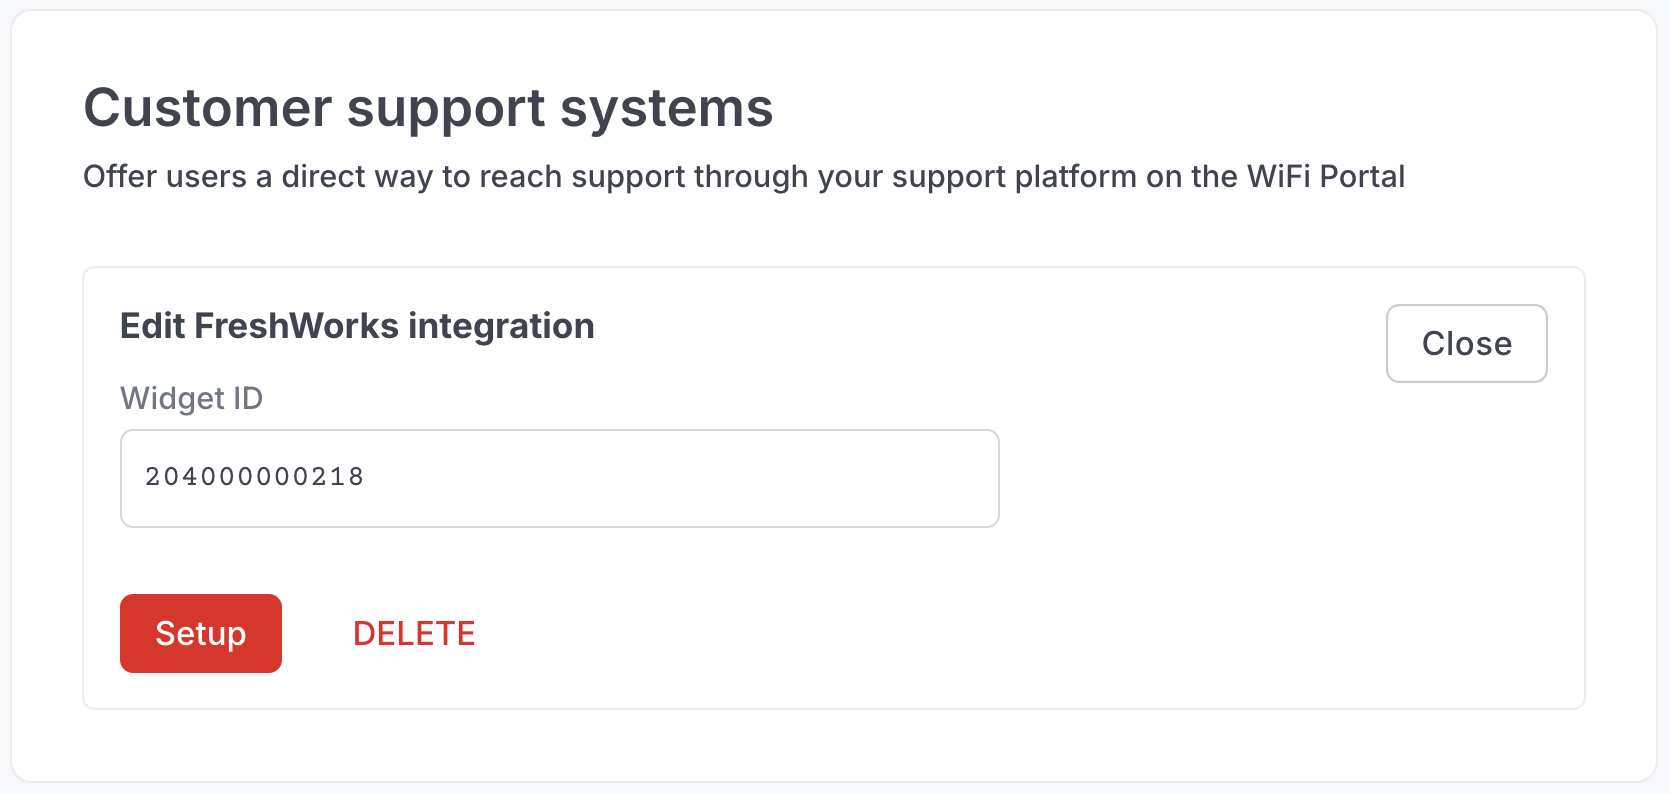 Customer support systems
Offer users a direct way to reach support through your support platform on the WiFi Portal
Edit FreshWorks integration
Close
Widget ID
204000000218
Setup
DELETE